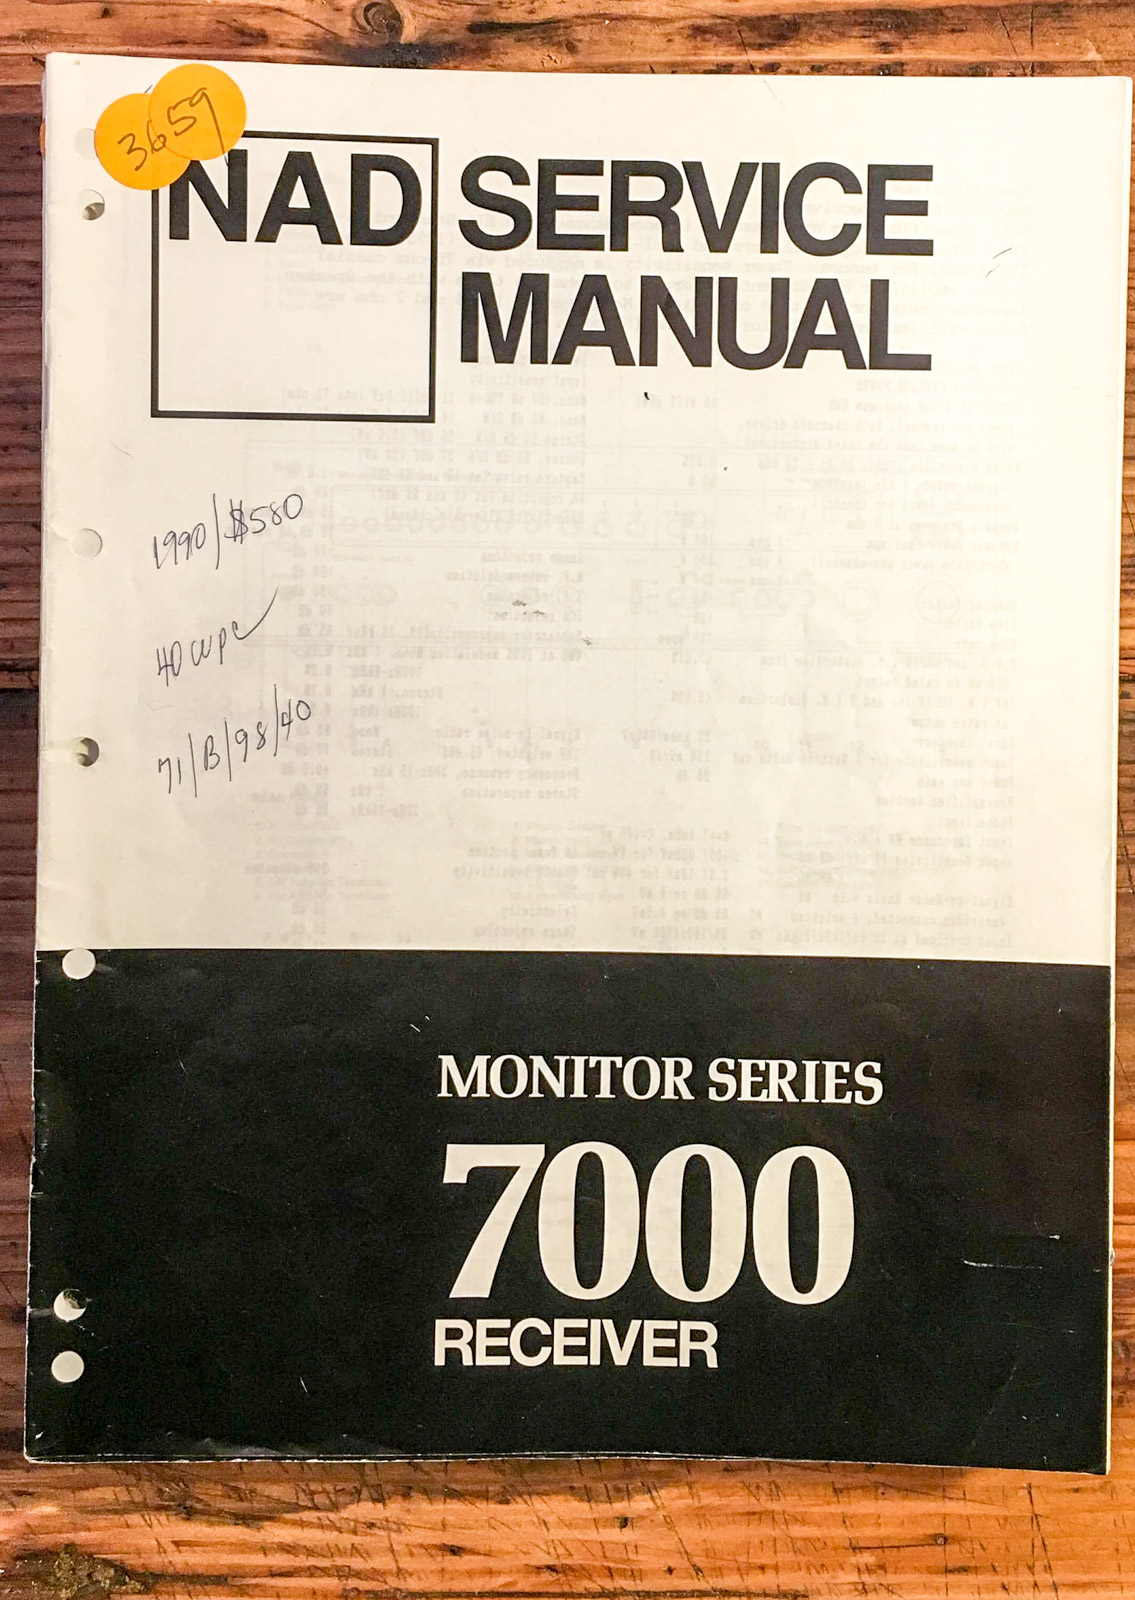 3659
NAD SERVICE
MANUAL
1990/$580
40 wpc
71/B/98/40
MONITOR SERIES
7000
RECEIVER